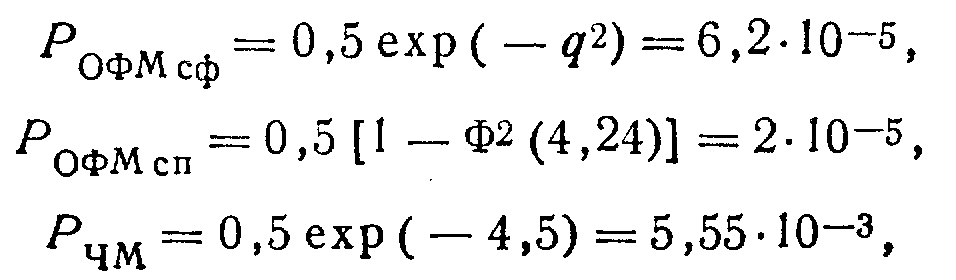 P_ОФМ сф = 0,5 exp ( — q²) = 6,2·10⁻⁵,
P_ОФМ сп = 0,5 [1 — Ф² (4,24)] = 2·10⁻⁵,
P_ЧМ = 0,5 exp ( — 4,5) = 5,55·10⁻³,